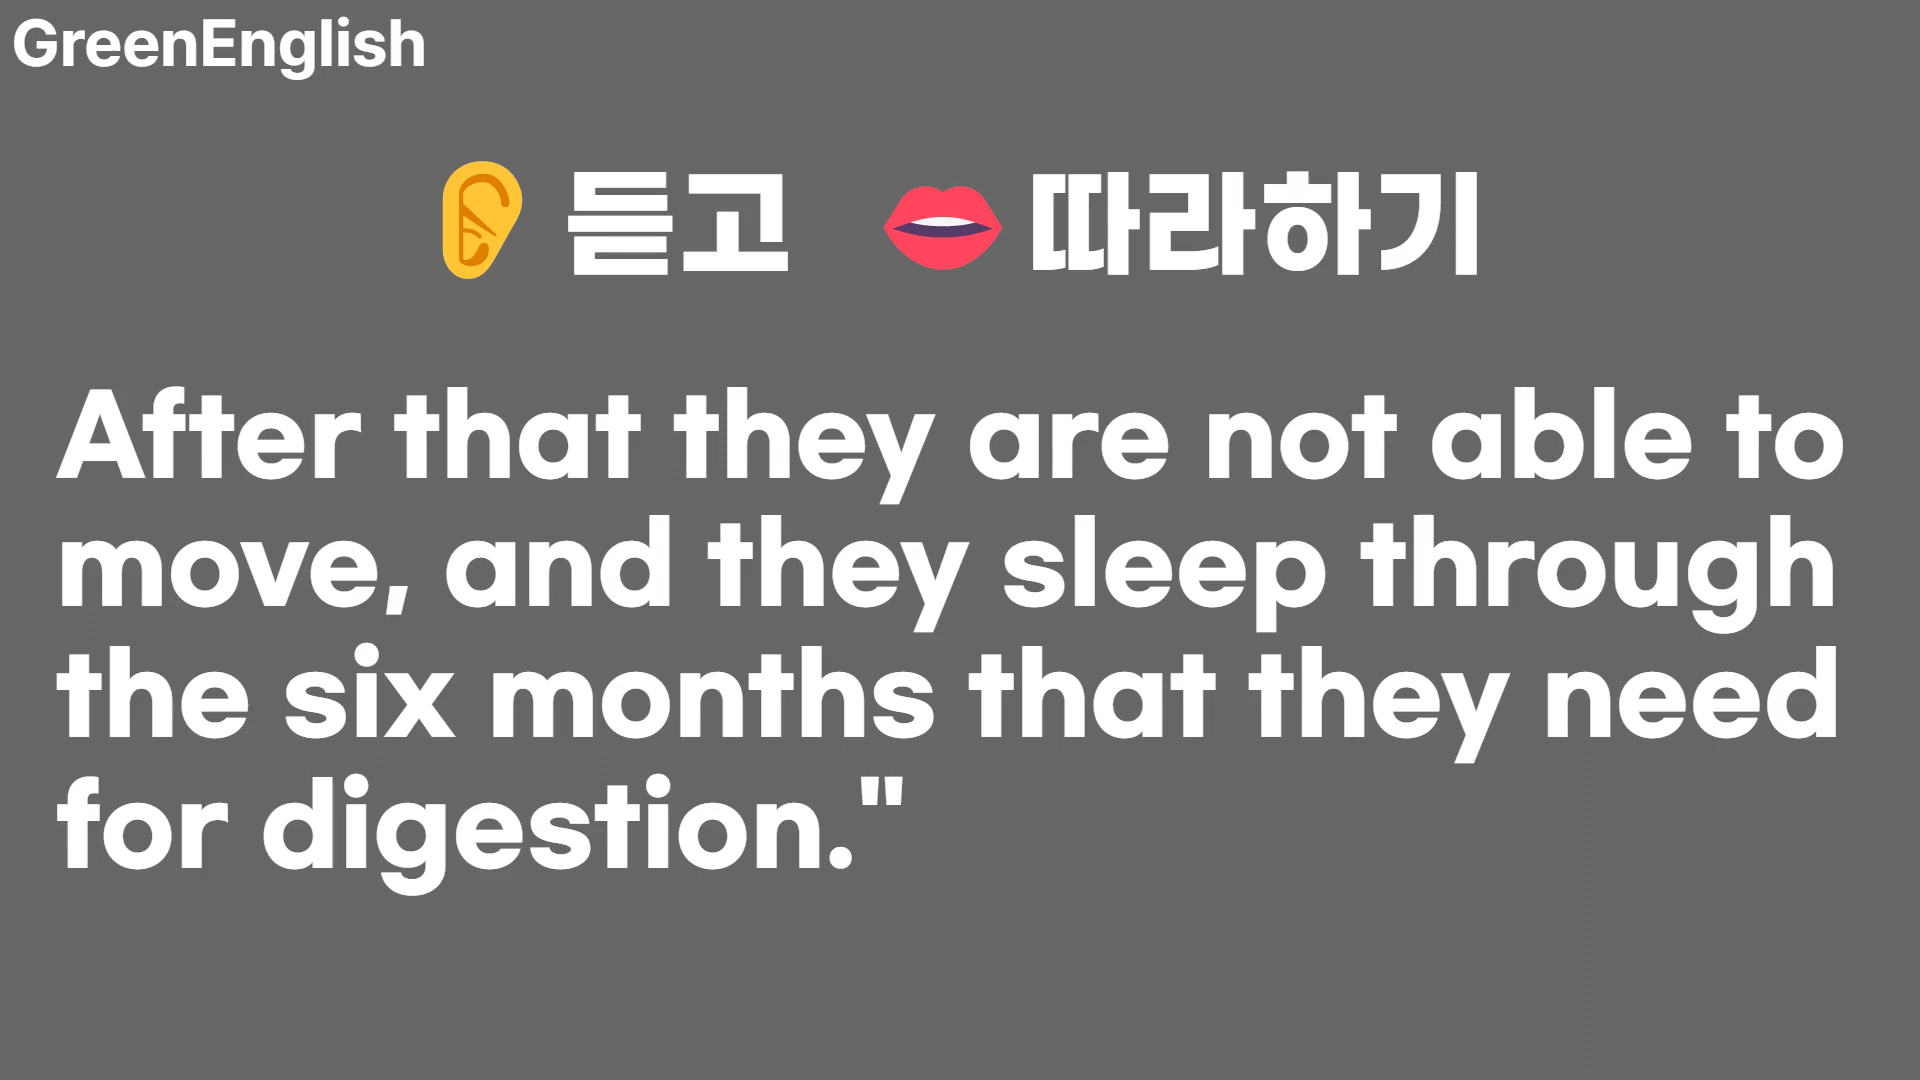 GreenEnglish
듣고 따라하기
After that they are not able to
move, and they sleep through
the six months that they need
for digestion."